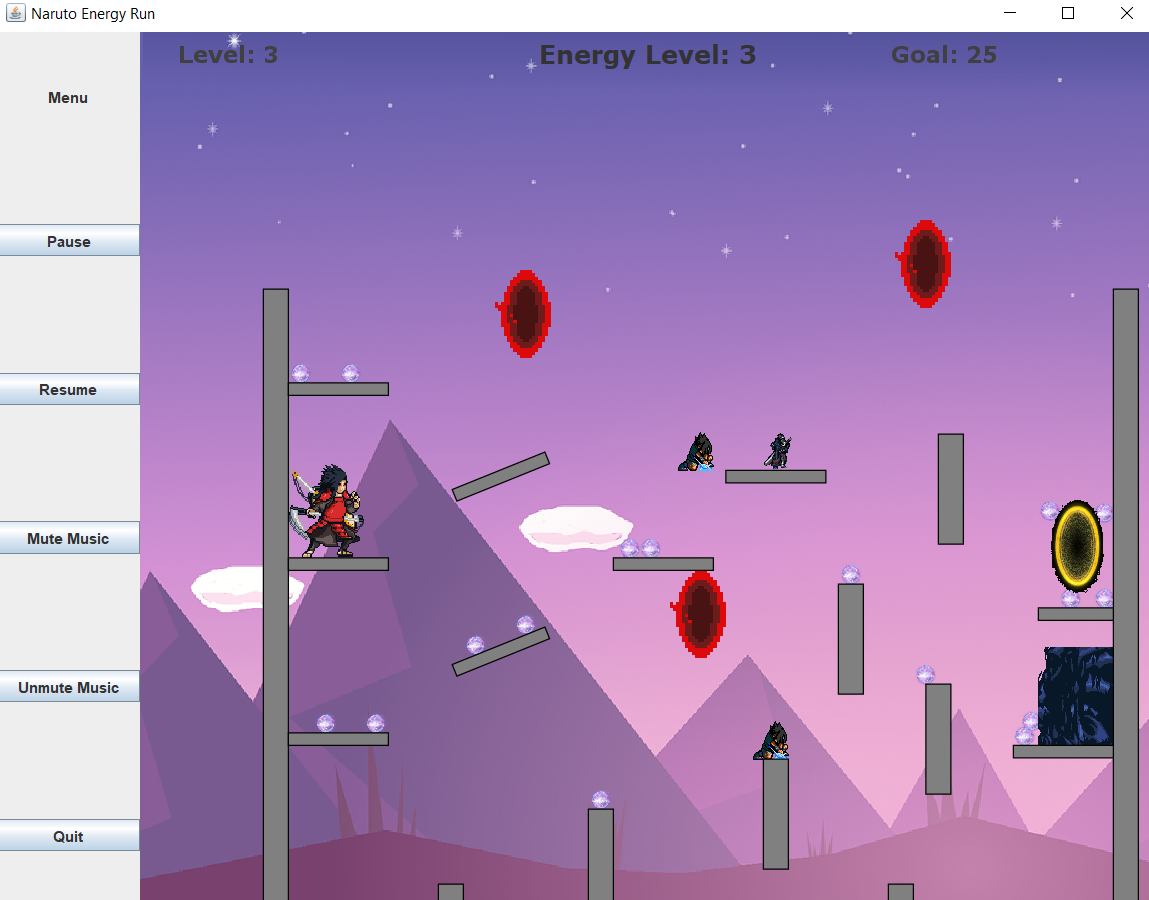 Naruto Energy Run
Level: 3
Energy Level: 3
Goal: 25
Menu
Pause
Resume
Mute Music
Unmute Music
Quit